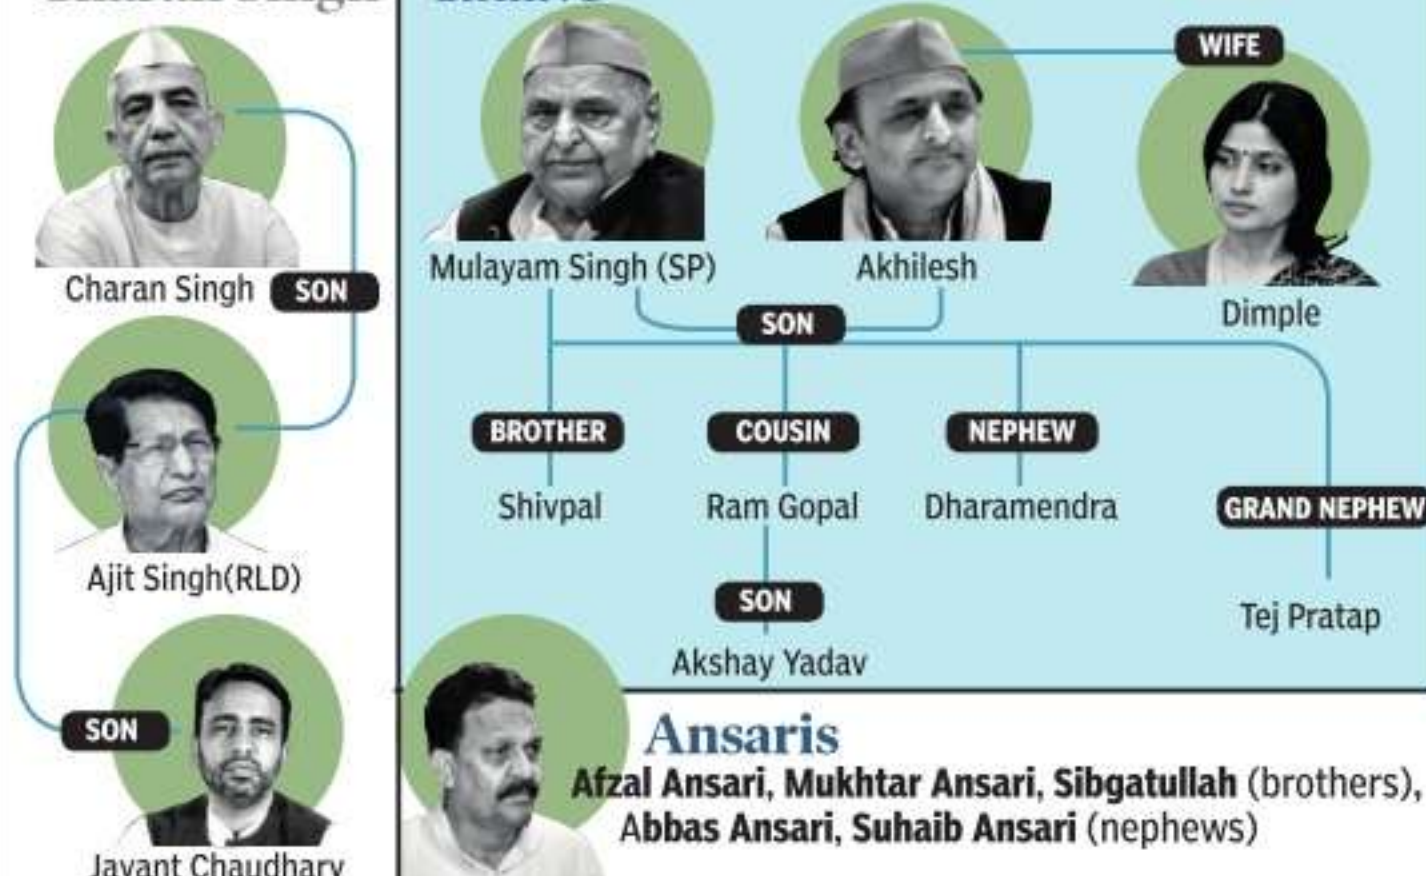 Charan Singh
SON
Ajit Singh(RLD)
SON
Jayant Chaudhary
WIFE
Mulayam Singh (SP)
Akhilesh
Dimple
SON
BROTHER
COUSIN
NEPHEW
GRAND NEPHEW
Shivpal
Ram Gopal
Dharamendra
Tej Pratap
SON
Akshay Yadav
Ansaris
Afzal Ansari, Mukhtar Ansari, Sibgatullah (brothers),
Abbas Ansari, Suhaib Ansari (nephews)